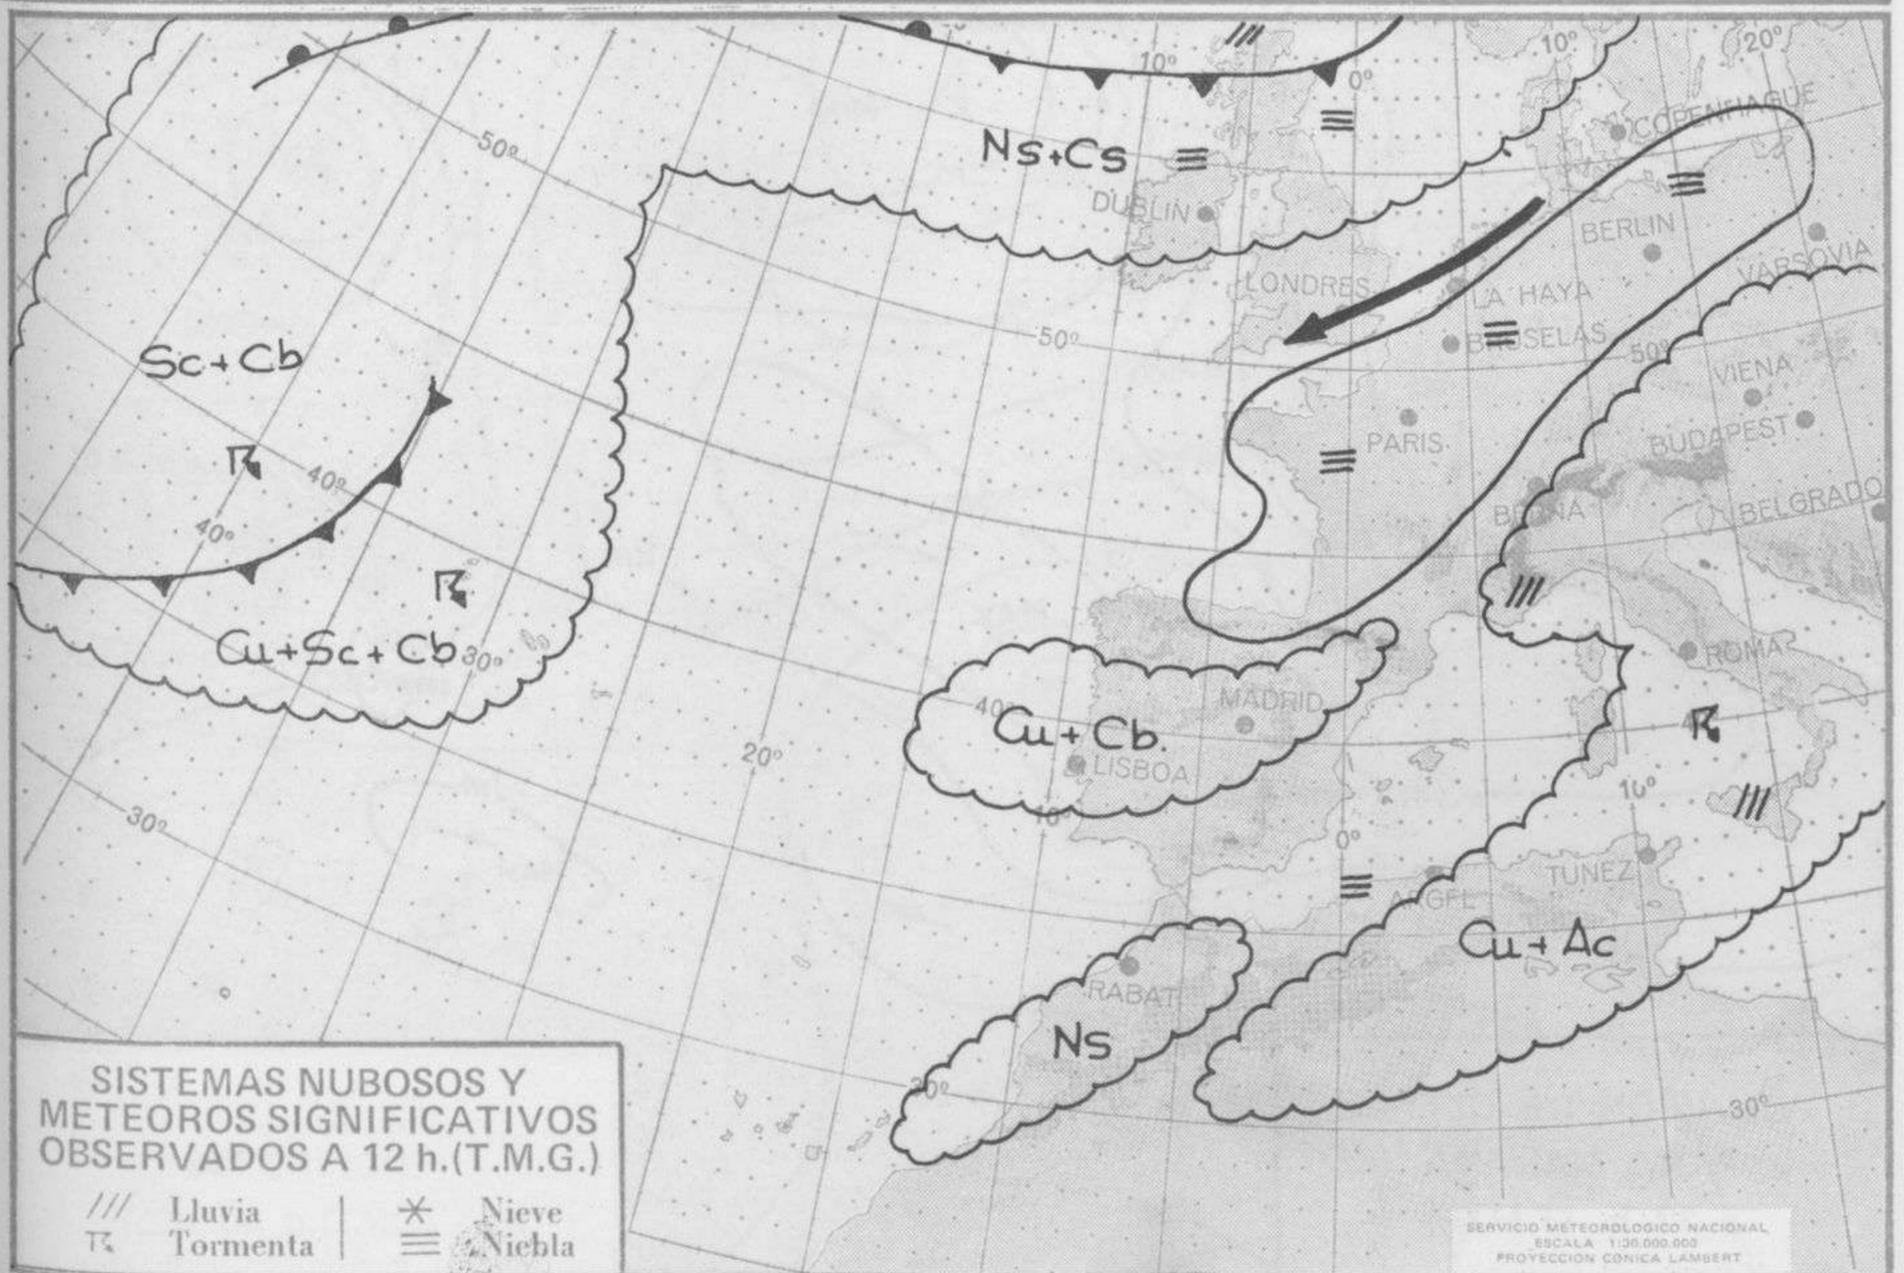 10º
10º
20º
0º
COPENHAGUE
50º
Ns+Cs
DUBLIN
BERLIN
VARSOVIA
LONDRES
LA HAYA
50º
BRUSELAS
50º
Sc+Cb
VIENA
PARIS
BUDAPEST
40º
BERNA
BELGRADO
40º
Cu+Sc+Cb
30º
ROMA
MADRID
40º
Cu+Cb.
20º
LISBOA
10º
10º
30º
0º
TUNEZ
ARGEL
Cu+Ac
RABAT
Ns
30º
30º
SISTEMAS NUBOSOS Y
METEOROS SIGNIFICATIVOS
OBSERVADOS A 12 h.(T.M.G.)
Lluvia
Nieve
Tormenta
Niebla
SERVICIO METEOROLOGICO NACIONAL
ESCALA 1:30.000.000
PROYECCION CONICA LAMBERT